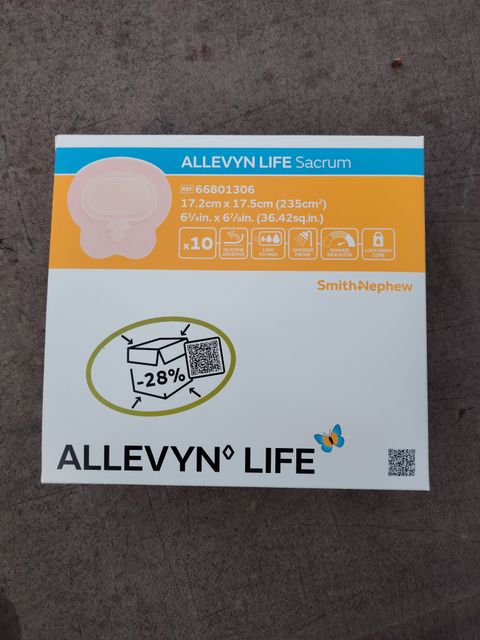 ALLEVYN LIFE Sacrum
REF 66801306
17.2cm x 17.5cm (235cm²)
6¾in. x 6⅞in. (36.42sq.in.)
x10
SILICONE ADHESIVE
LOW TO HIGH
SHOWER PROOF
CHANGE INDICATOR
LOCK AWAY CORE
Smith+Nephew
-28%
ALLEVYN◊ LIFE